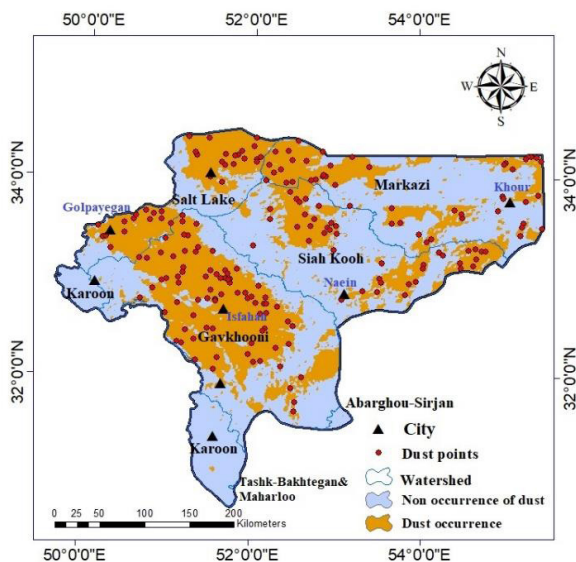 50°0'0"E 52°0'0"E 54°0'0"E
N
W E
S
34°0'0"N 34°0'0"N
Markazi
Khour
Salt Lake
Golpayegan
Siah Kooh
Naein
Karoon
Isfahan
Gavkhooni
32°0'0"N 32°0'0"N
Abarghou-Sirjan
City
Karoon
Dust points
Watershed
Tashk-Bakhtegan&
Maharloo
Non occurrence of dust
0 25 50 100 150 200
Kilometers
Dust occurrence
50°0'0"E 52°0'0"E 54°0'0"E